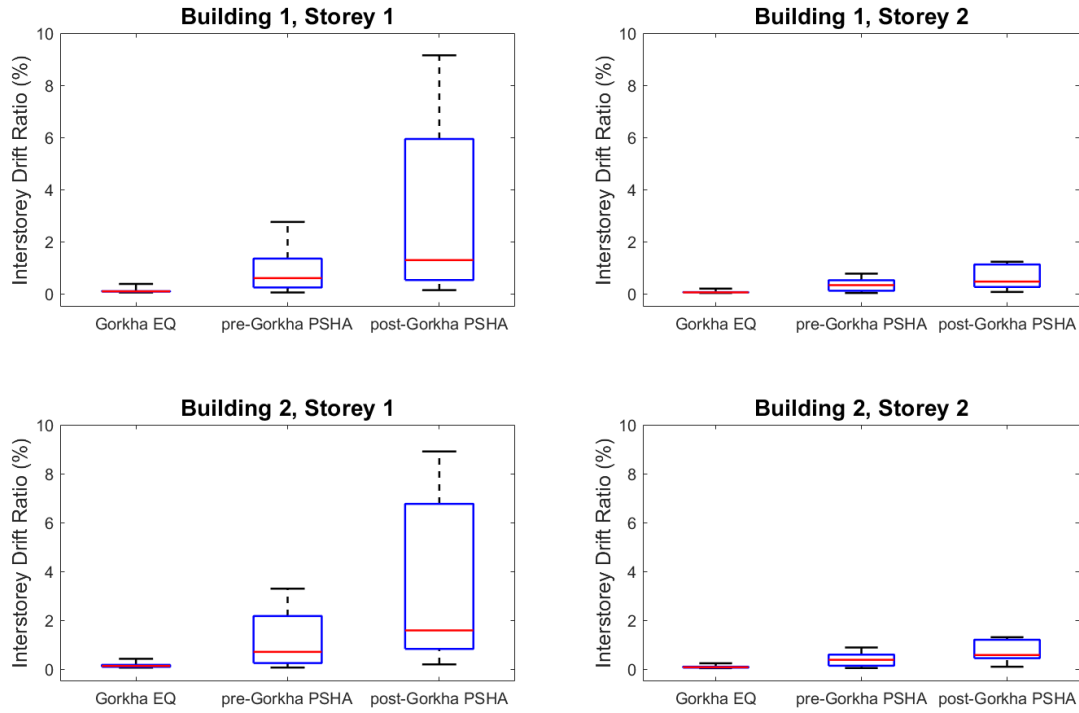 Building 1, Storey 1
Interstorey Drift Ratio (%)
10
8
6
4
2
0
Gorkha EQ pre-Gorkha PSHA post-Gorkha PSHA
Building 1, Storey 2
Interstorey Drift Ratio (%)
10
8
6
4
2
0
Gorkha EQ pre-Gorkha PSHA post-Gorkha PSHA
Building 2, Storey 1
Interstorey Drift Ratio (%)
10
8
6
4
2
0
Gorkha EQ pre-Gorkha PSHA post-Gorkha PSHA
Building 2, Storey 2
Interstorey Drift Ratio (%)
10
8
6
4
2
0
Gorkha EQ pre-Gorkha PSHA post-Gorkha PSHA